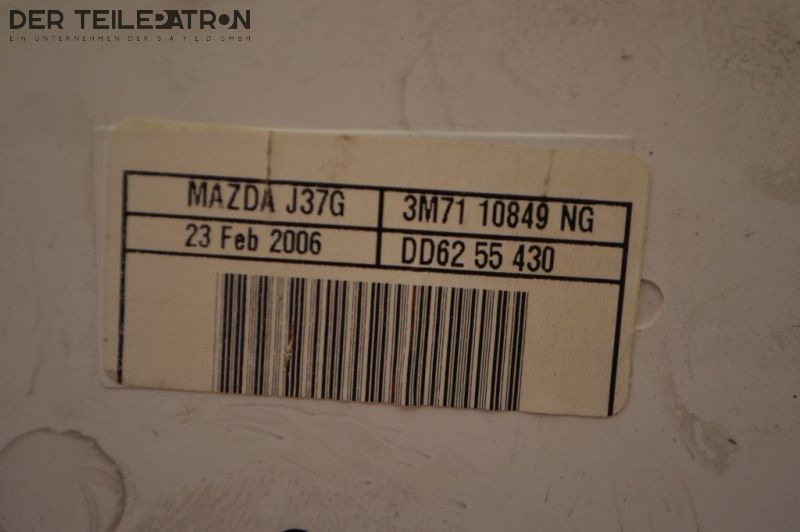 DER TEILEPATRON
EIN UNTERNEHMEN DER S A Y E D GMBH
MAZDA J37G 3M71 10849 NG
23 Feb 2006 DD62 55 430